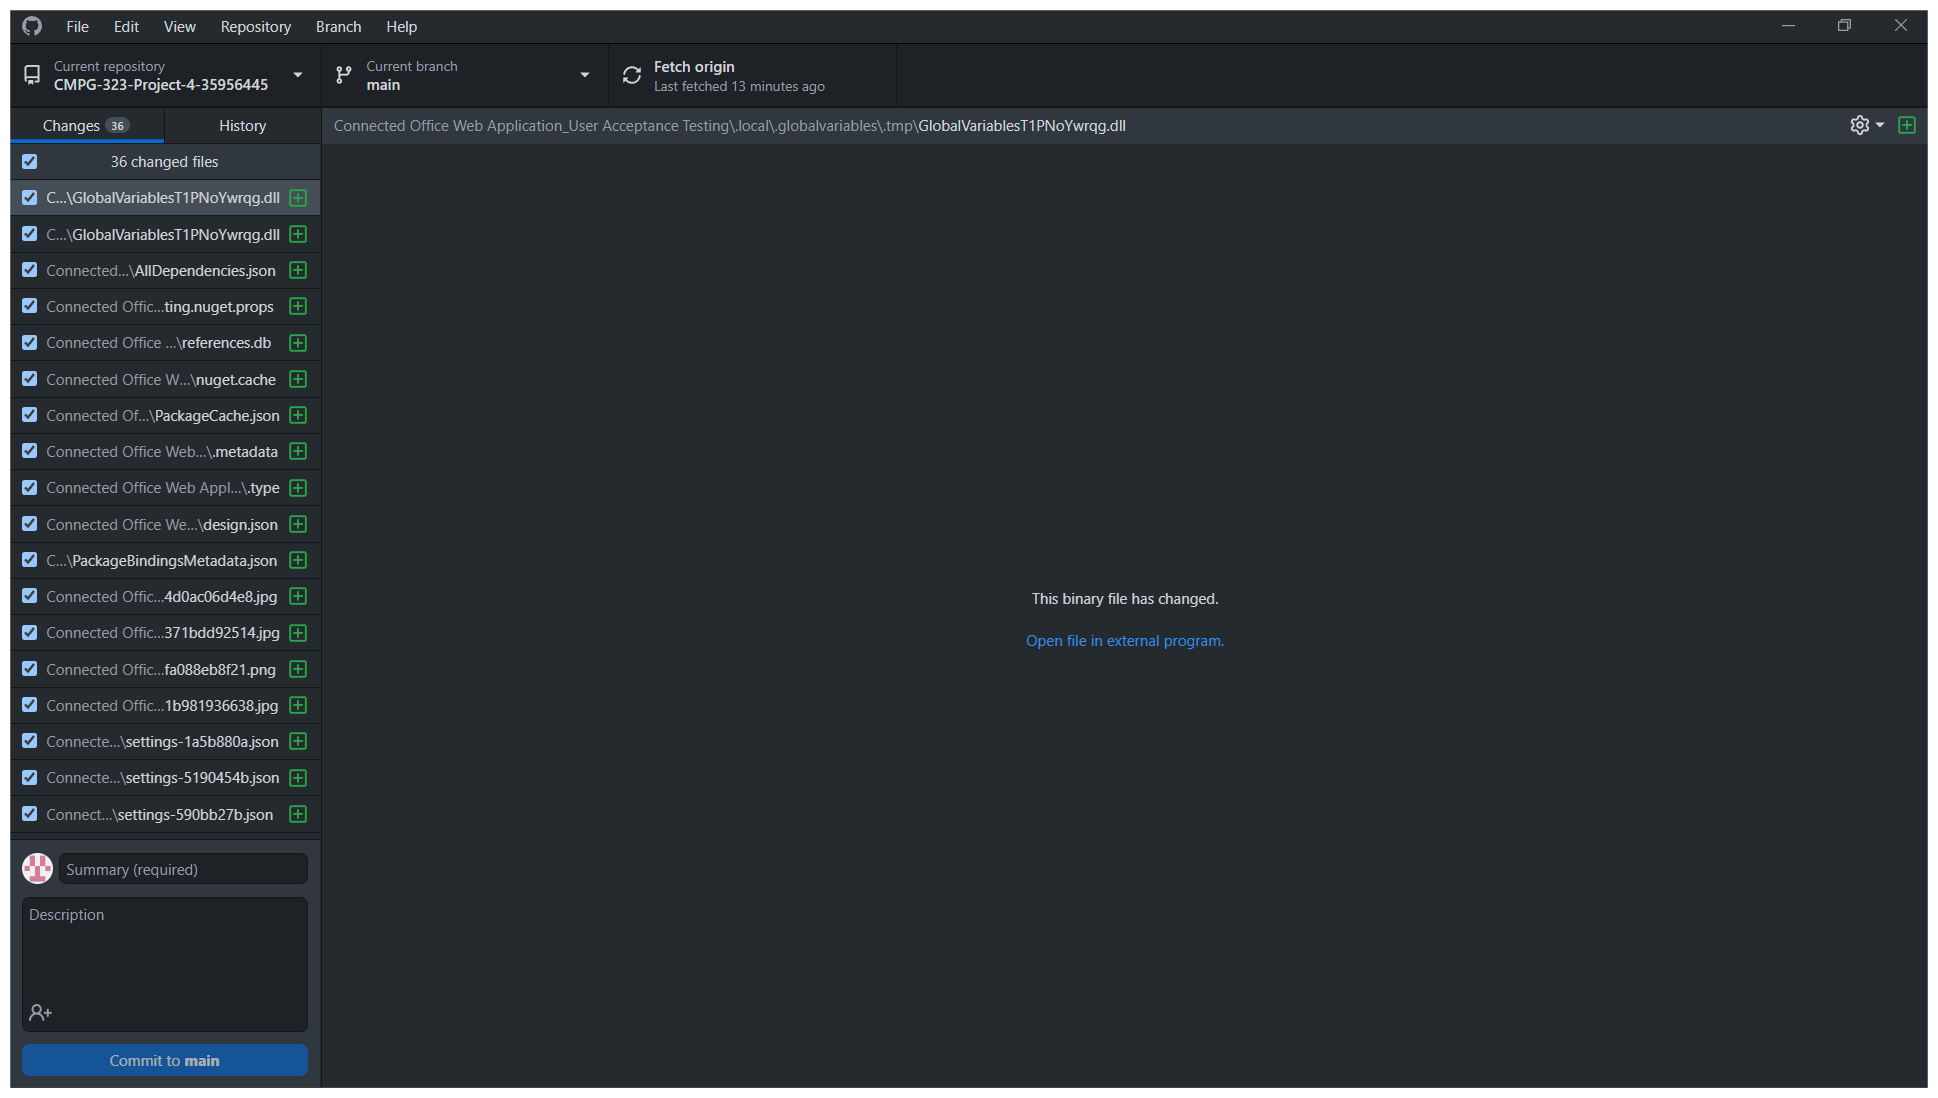 File Edit View Repository Branch Help
Current repository
CMPG-323-Project-4-35956445
Current branch
main
Fetch origin
Last fetched 13 minutes ago
Changes 36
History
Connected Office Web Application_User Acceptance Testing\.local\.globalvariables\.tmp\GlobalVariablesT1PNoYwrqg.dll
36 changed files
C...\GlobalVariablesT1PNoYwrqg.dll
C...\GlobalVariablesT1PNoYwrqg.dll
Connected...\AllDependencies.json
Connected Offic...ting.nuget.props
Connected Office ...\references.db
Connected Office W...\nuget.cache
Connected Of...\PackageCache.json
Connected Office Web...\.metadata
Connected Office Web Appl...\.type
Connected Office We...\design.json
C...\PackageBindingsMetadata.json
Connected Offic...4d0ac06d4e8.jpg
Connected Offic...371bdd92514.jpg
Connected Offic...fa088eb8f21.png
Connected Offic...1b981936638.jpg
Connecte...\settings-1a5b880a.json
Connecte...\settings-5190454b.json
Connect...\settings-590bb27b.json
Summary (required)
Description
Commit to main
This binary file has changed.
Open file in external program.